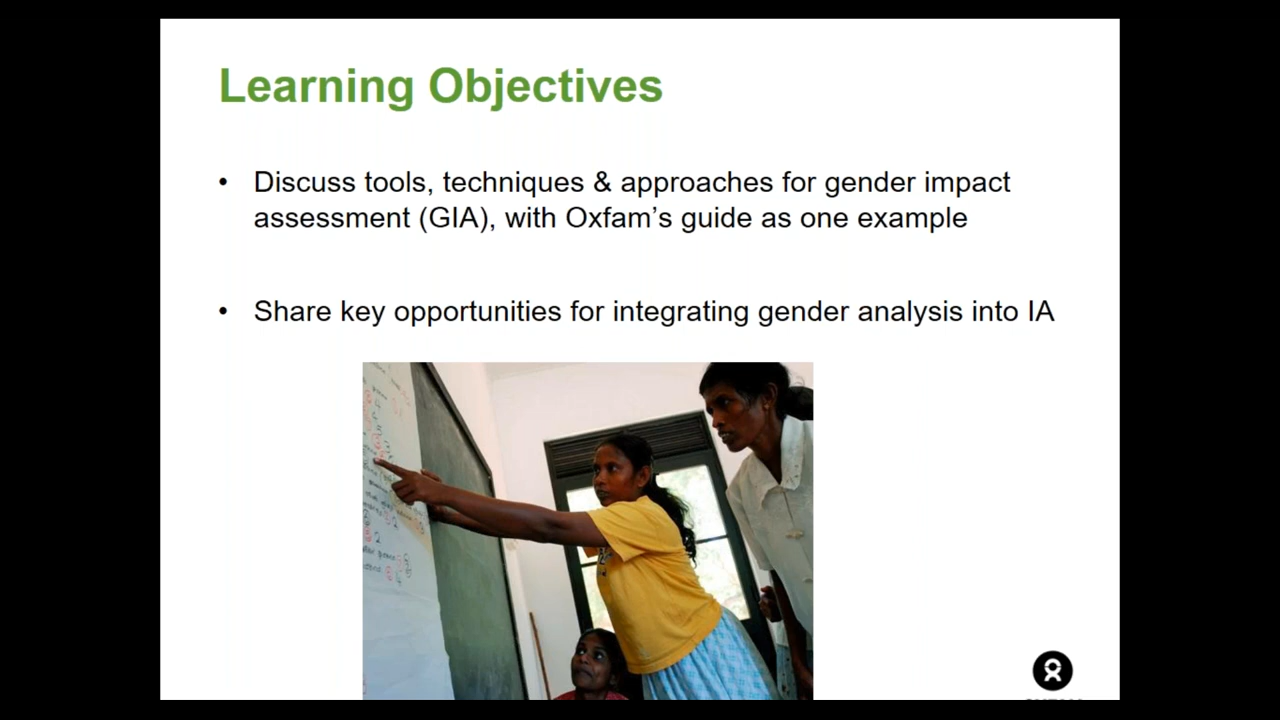 Learning Objectives
• Discuss tools, techniques & approaches for gender impact
assessment (GIA), with Oxfam’s guide as one example
• Share key opportunities for integrating gender analysis into IA